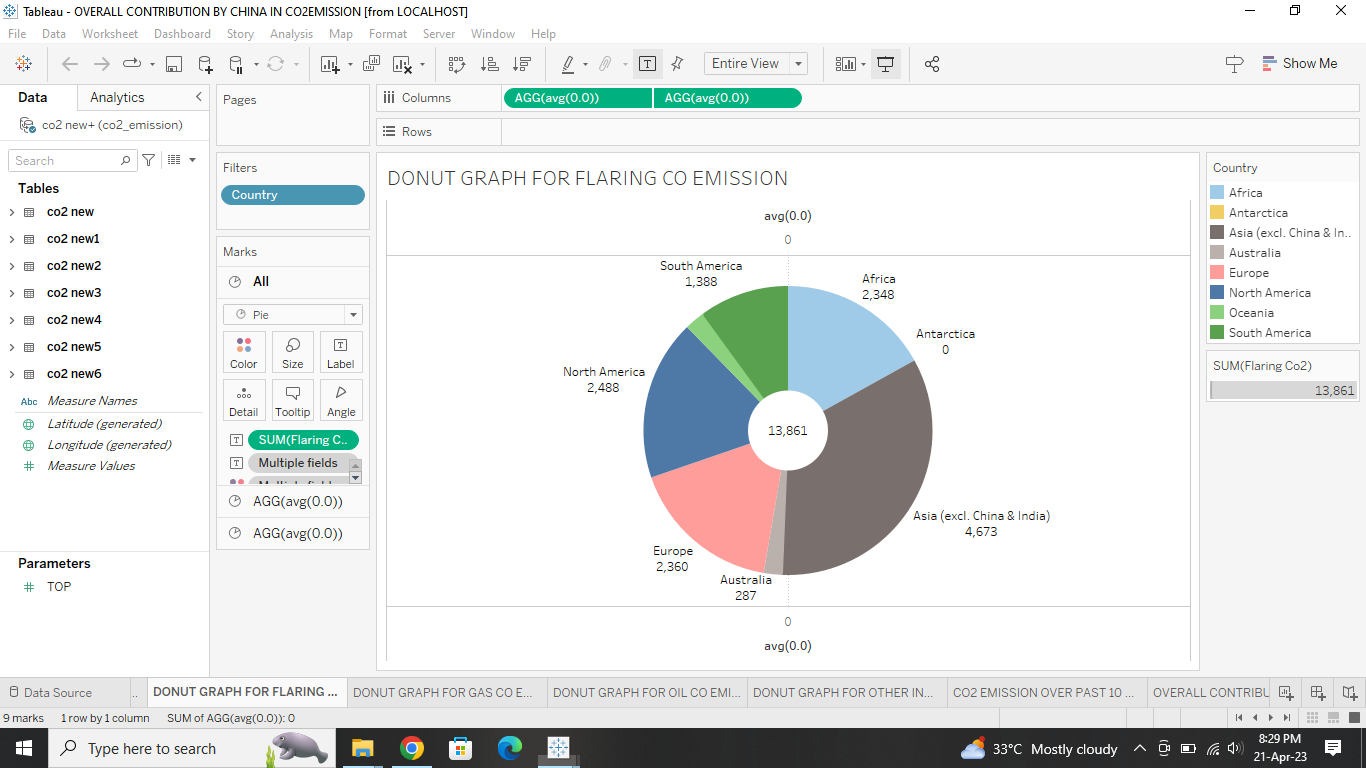 Tableau - OVERALL CONTRIBUTION BY CHINA IN CO2EMISSION [from LOCALHOST]
File Data Worksheet Dashboard Story Analysis Map Format Server Window Help
Entire View
Show Me
Data Analytics
co2 new+ (co2_emission)
Search
Tables
co2 new
co2 new1
co2 new2
co2 new3
co2 new4
co2 new5
co2 new6
Abc Measure Names
Latitude (generated)
Longitude (generated)
Measure Values
Parameters
TOP
Pages
Filters
Country
Marks
All
Pie
Color Size Label
Detail Tooltip Angle
SUM(Flaring C..
Multiple fields
AGG(avg(0.0))
AGG(avg(0.0))
Columns AGG(avg(0.0)) AGG(avg(0.0))
Rows
DONUT GRAPH FOR FLARING CO EMISSION
avg(0.0)
0
South America
1,388
Africa
2,348
Antarctica
0
North America
2,488
13,861
Asia (excl. China & India)
4,673
Europe
2,360
Australia
287
0
avg(0.0)
Country
Africa
Antarctica
Asia (excl. China & In..
Australia
Europe
North America
Oceania
South America
SUM(Flaring Co2)
13,861
Data Source .. DONUT GRAPH FOR FLARING ... DONUT GRAPH FOR GAS CO E... DONUT GRAPH FOR OIL CO EMI... DONUT GRAPH FOR OTHER IN... CO2 EMISSION OVER PAST 10 ... OVERALL CONTRIBU
9 marks 1 row by 1 column SUM of AGG(avg(0.0)): 0
Type here to search
33°C Mostly cloudy
8:29 PM
21-Apr-23